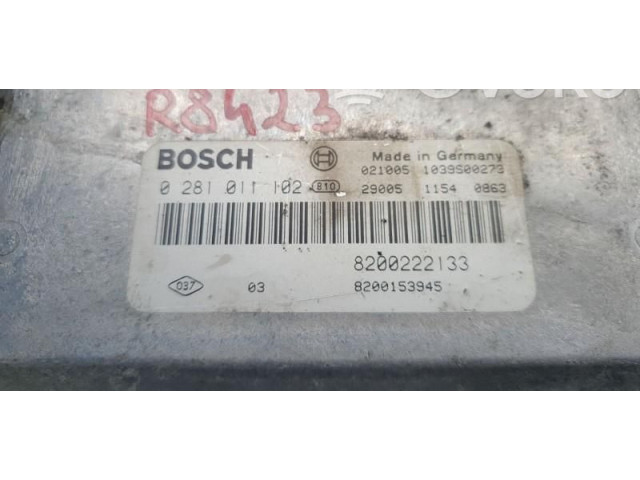 R8423
BOSCH Made in Germany
021005 1039S00273
0 281 011 102 810 29005 1154 0863
8200222133
037 03 8200153945